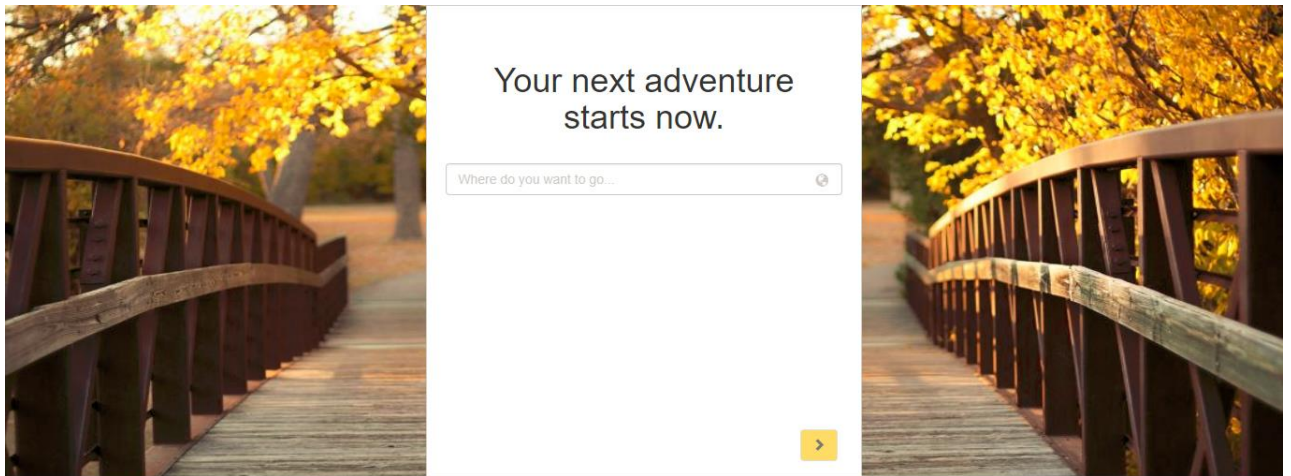 Your next adventure
starts now.
Where do you want to go...